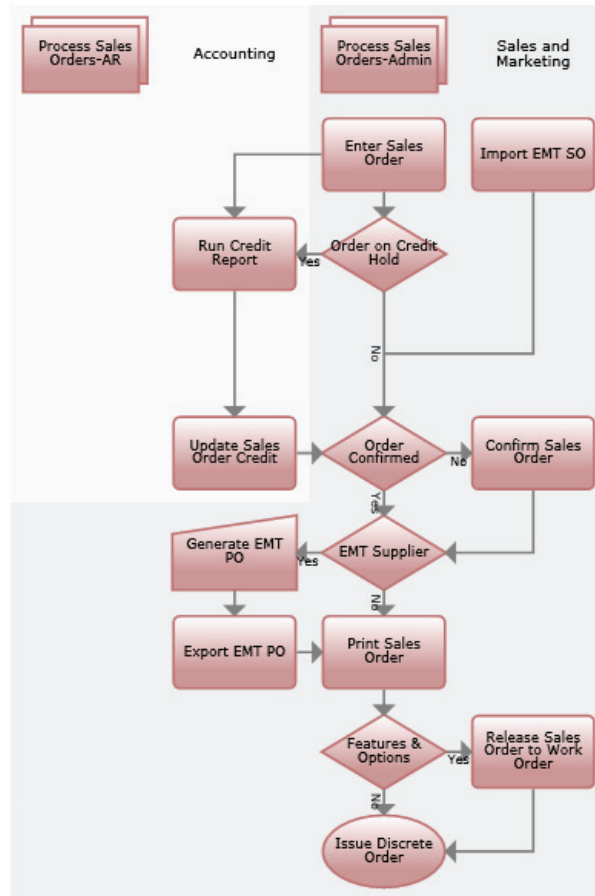 Process Sales
Orders-AR
Accounting
Process Sales
Orders-Admin
Sales and
Marketing
Enter Sales
Order
Import EMT SO
Run Credit
Report
Yes
Order on Credit
Hold
No
Update Sales
Order Credit
Order
Confirmed
No
Confirm Sales
Order
Yes
Generate EMT
PO
Yes
EMT Supplier
No
Export EMT PO
Print Sales
Order
Features &
Options
Yes
Release Sales
Order to Work
Order
No
Issue Discrete
Order